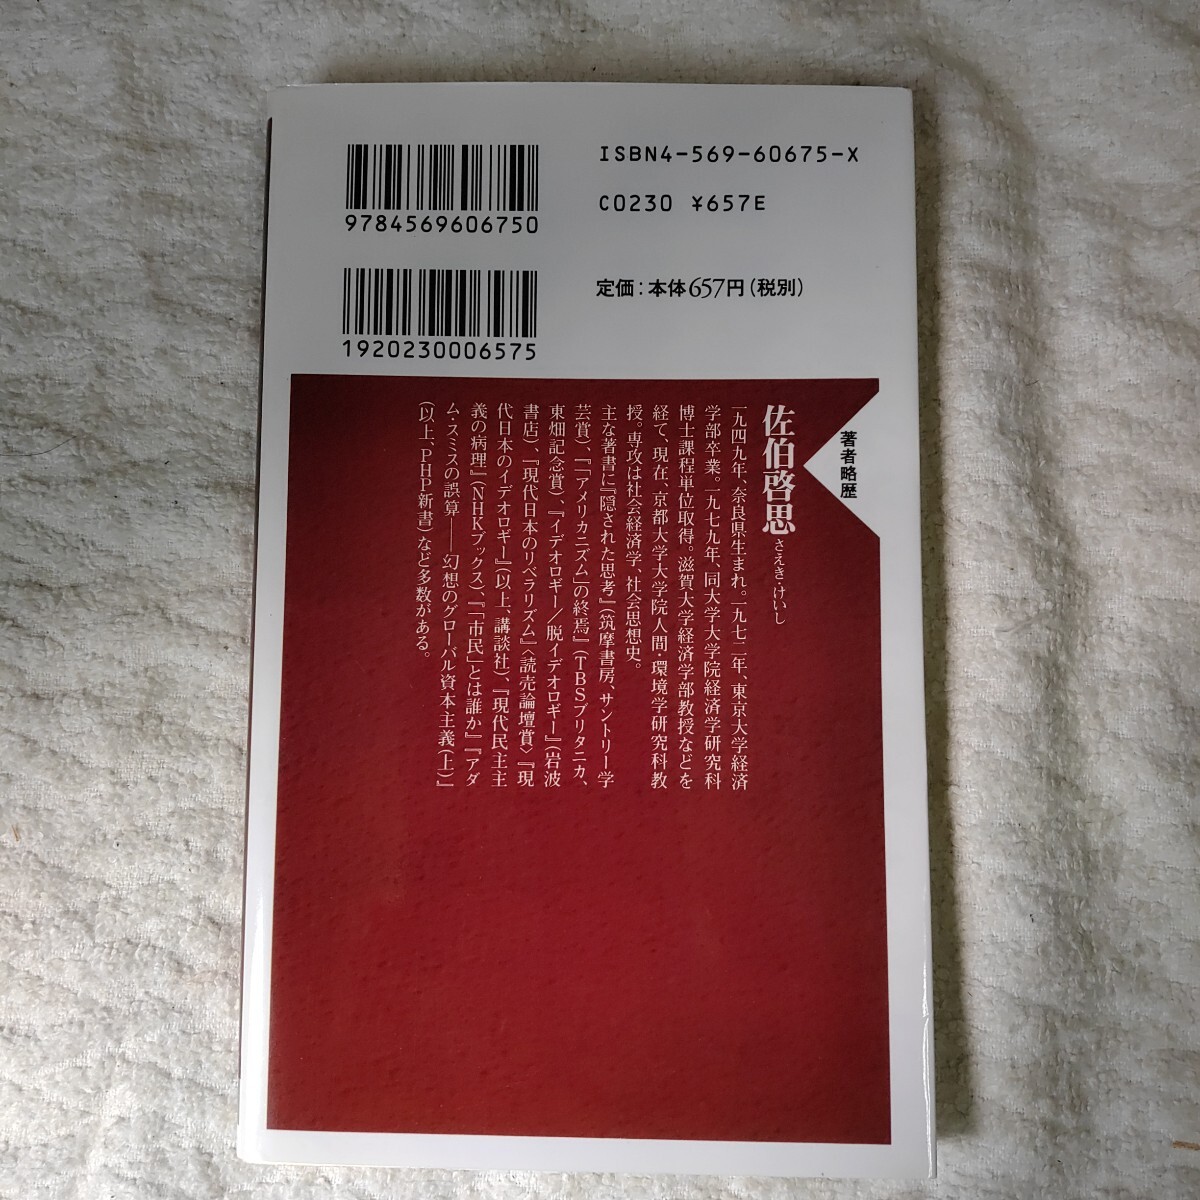 ISBN4-569-60675-X
C0230 ¥657E
9784569606750
定価：本体657円（税別）
1920230006575
著者略歴
佐伯啓思 さえき・けいし
一九四九年、奈良県生まれ。一九七二年、東京大学経済
学部卒業。一九七九年、同大学大学院経済学研究科
博士課程単位取得。滋賀大学経済学部教授などを
経て、現在、京都大学大学院人間・環境学研究科教
授。専攻は社会経済学、社会思想史。
主な著書に『隠された思考』（筑摩書房、サントリー学
芸賞）、『「アメリカニズム」の終焉』（TBSブリタニカ、
東畑記念賞）、『イデオロギー／脱イデオロギー』（岩波
書店）、『現代日本のリベラリズム』〈読売論壇賞〉『現
代日本のイデオロギー』（以上、講談社）、『現代民主主
義の病理』（NHKブックス）、『「市民」とは誰か』『アダ
ム・スミスの誤算――幻想のグローバル資本主義（上）』
（以上、PHP新書）など多数がある。